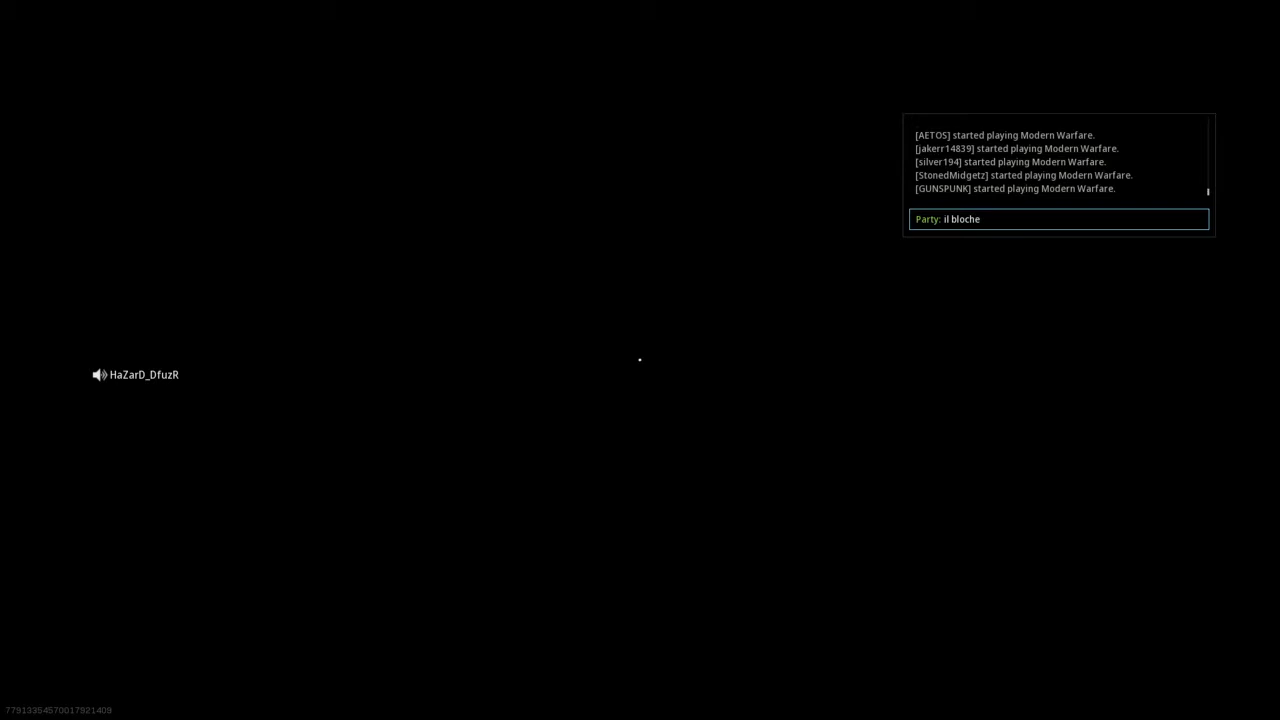 [AETOS] started playing Modern Warfare.
[jakerr14839] started playing Modern Warfare.
[silver194] started playing Modern Warfare.
[StonedMidgetz] started playing Modern Warfare.
[GUNSPUNK] started playing Modern Warfare.
Party: il bloche
HaZarD_DfuzR
77913354570017921409